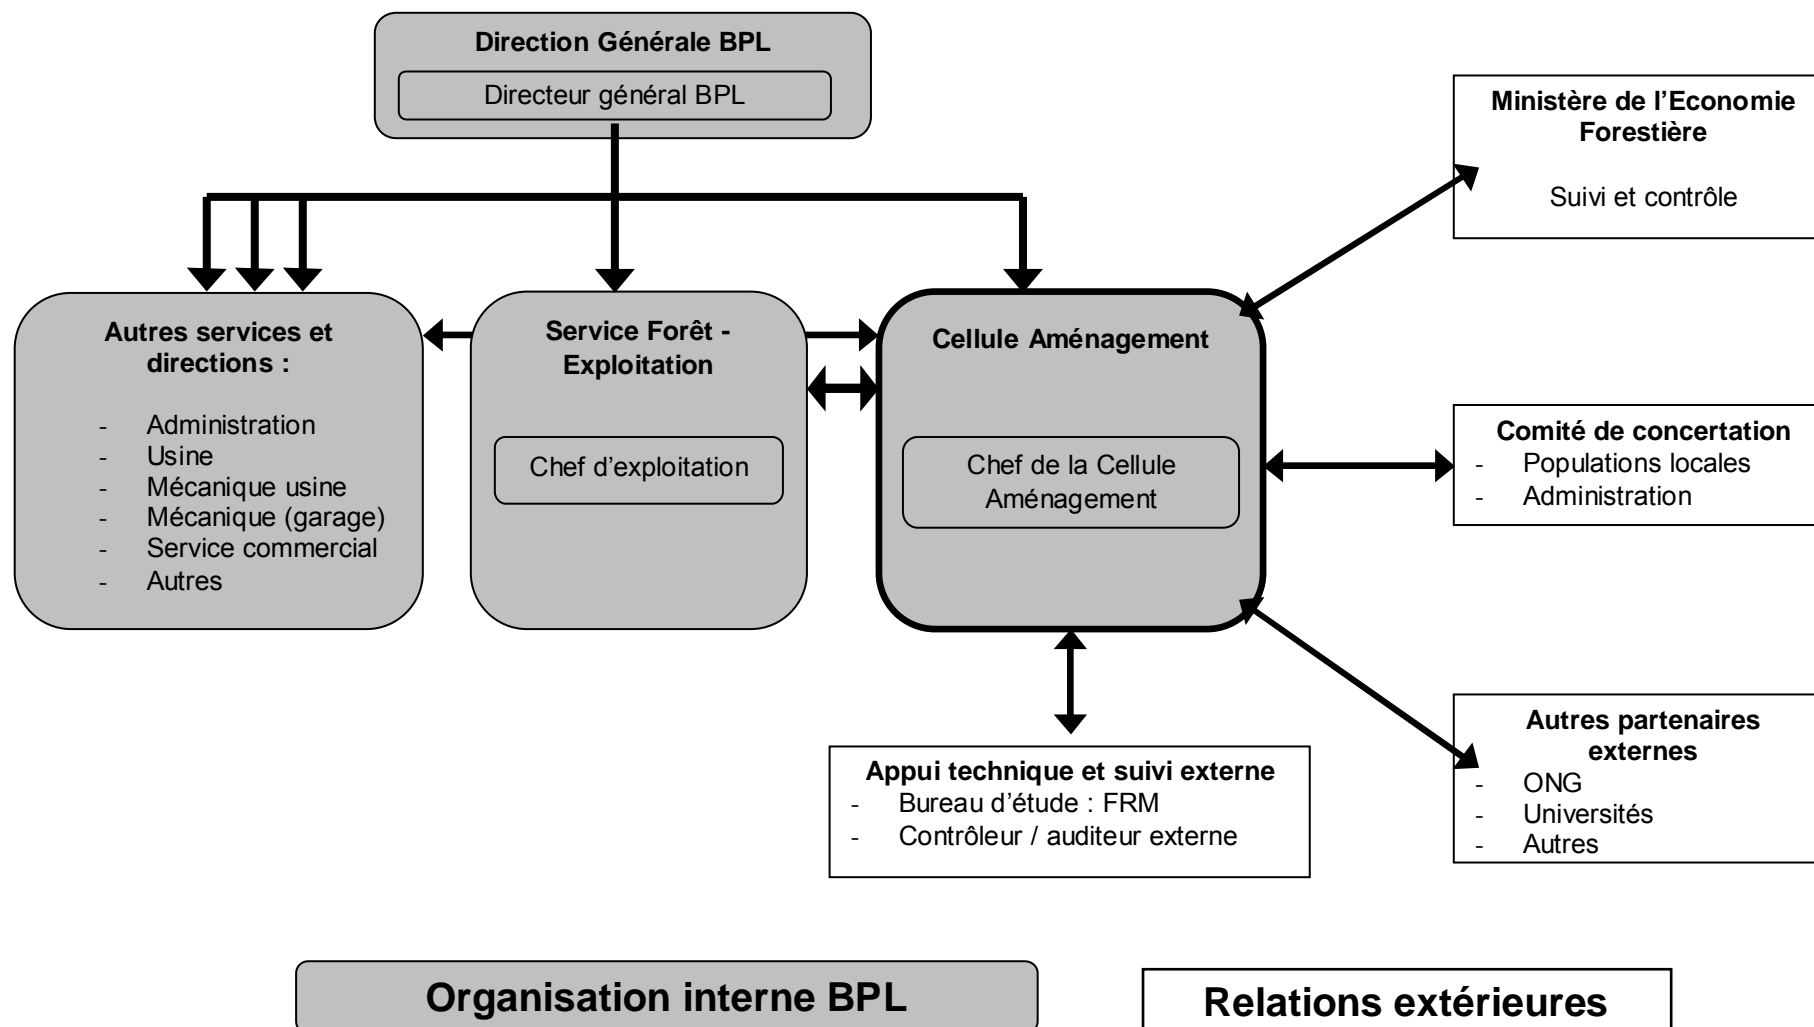 Direction Générale BPL
Directeur général BPL
Ministère de l’Economie
Forestière
Suivi et contrôle
Autres services et
directions :
- Administration
- Usine
- Mécanique usine
- Mécanique (garage)
- Service commercial
- Autres
Service Forêt -
Exploitation
Chef d’exploitation
Cellule Aménagement
Chef de la Cellule
Aménagement
Comité de concertation
- Populations locales
- Administration
Appui technique et suivi externe
- Bureau d’étude : FRM
- Contrôleur / auditeur externe
Autres partenaires
externes
- ONG
- Universités
- Autres
Organisation interne BPL
Relations extérieures